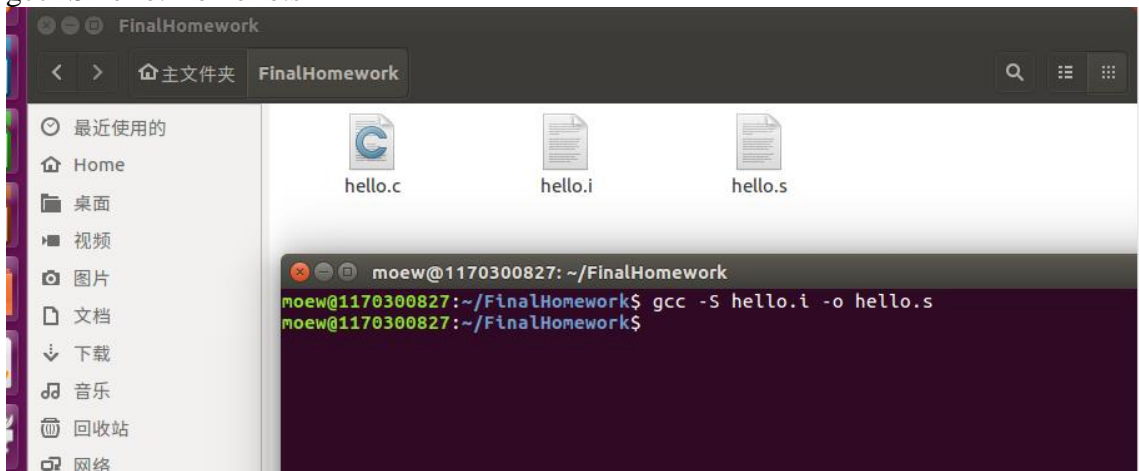 FinalHomework
主文件夹 FinalHomework
最近使用的
Home
桌面
视频
图片
文档
下载
音乐
回收站
网络
hello.c hello.i hello.s
moew@1170300827: ~/FinalHomework
moew@1170300827:~/FinalHomework$ gcc -S hello.i -o hello.s
moew@1170300827:~/FinalHomework$